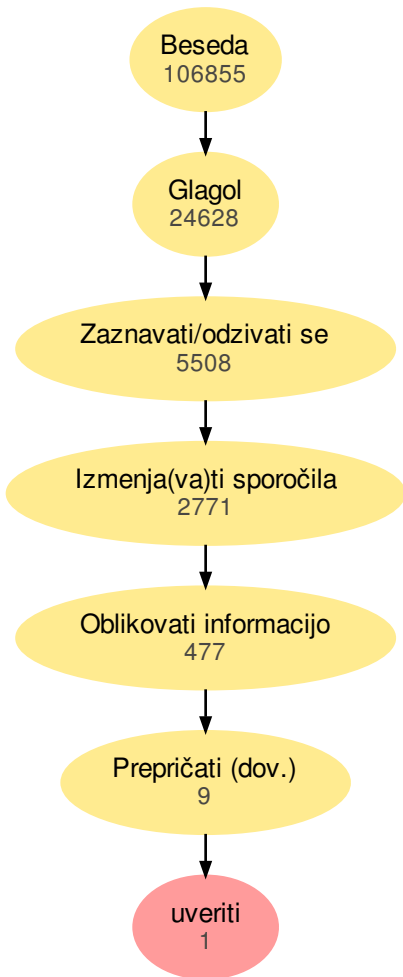 Beseda
106855
Glagol
24628
Zaznavati/odzivati se
5508
Izmenja(va)ti sporočila
2771
Oblikovati informacijo
477
Prepričati (dov.)
9
uveriti
1